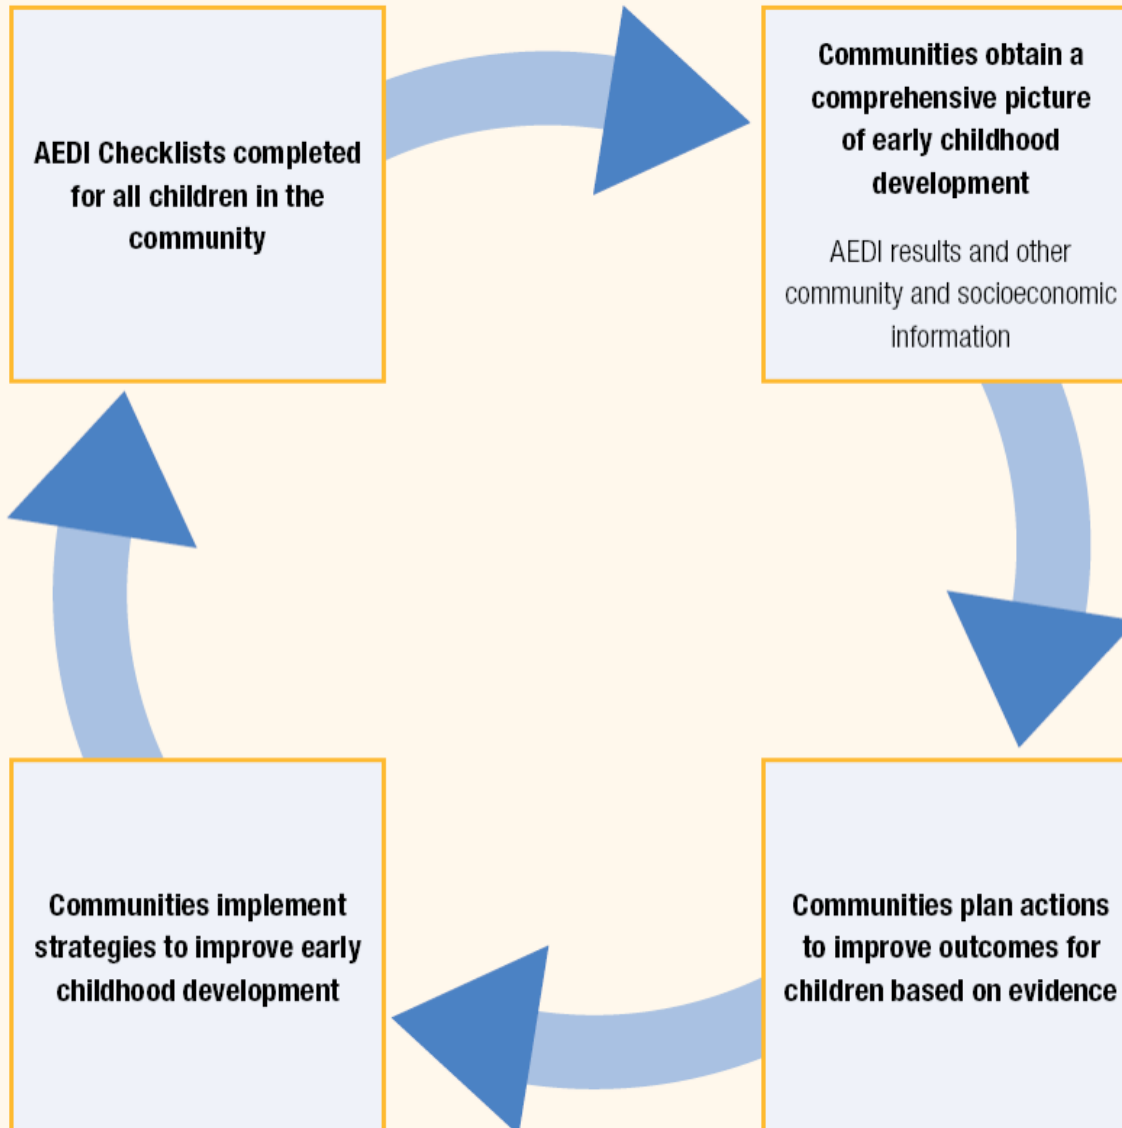 AEDI Checklists completed
for all children in the
community
Communities obtain a
comprehensive picture
of early childhood
development
AEDI results and other
community and socioeconomic
information
Communities implement
strategies to improve early
childhood development
Communities plan actions
to improve outcomes for
children based on evidence